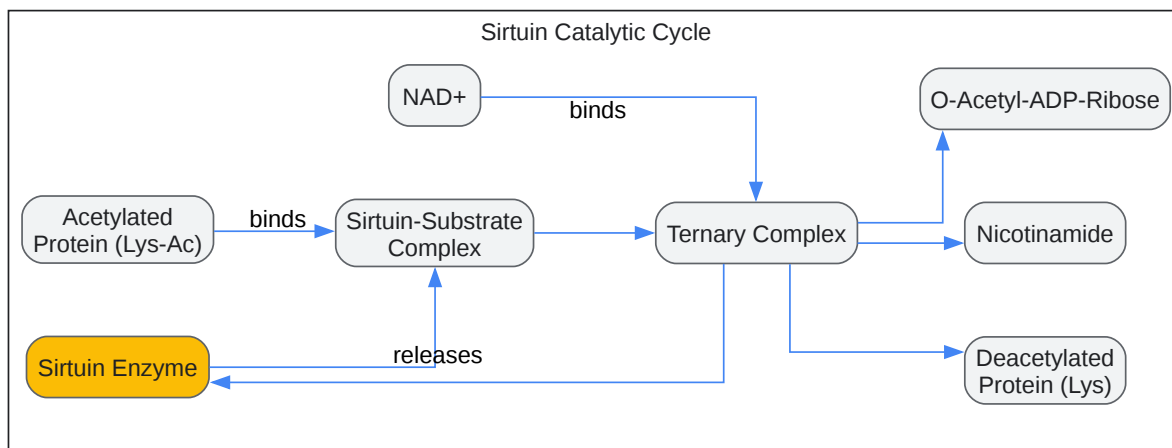 Sirtuin Catalytic Cycle
NAD+
binds
O-Acetyl-ADP-Ribose
Acetylated
Protein (Lys-Ac)
binds
Sirtuin-Substrate
Complex
Ternary Complex
Nicotinamide
Sirtuin Enzyme
releases
Deacetylated
Protein (Lys)